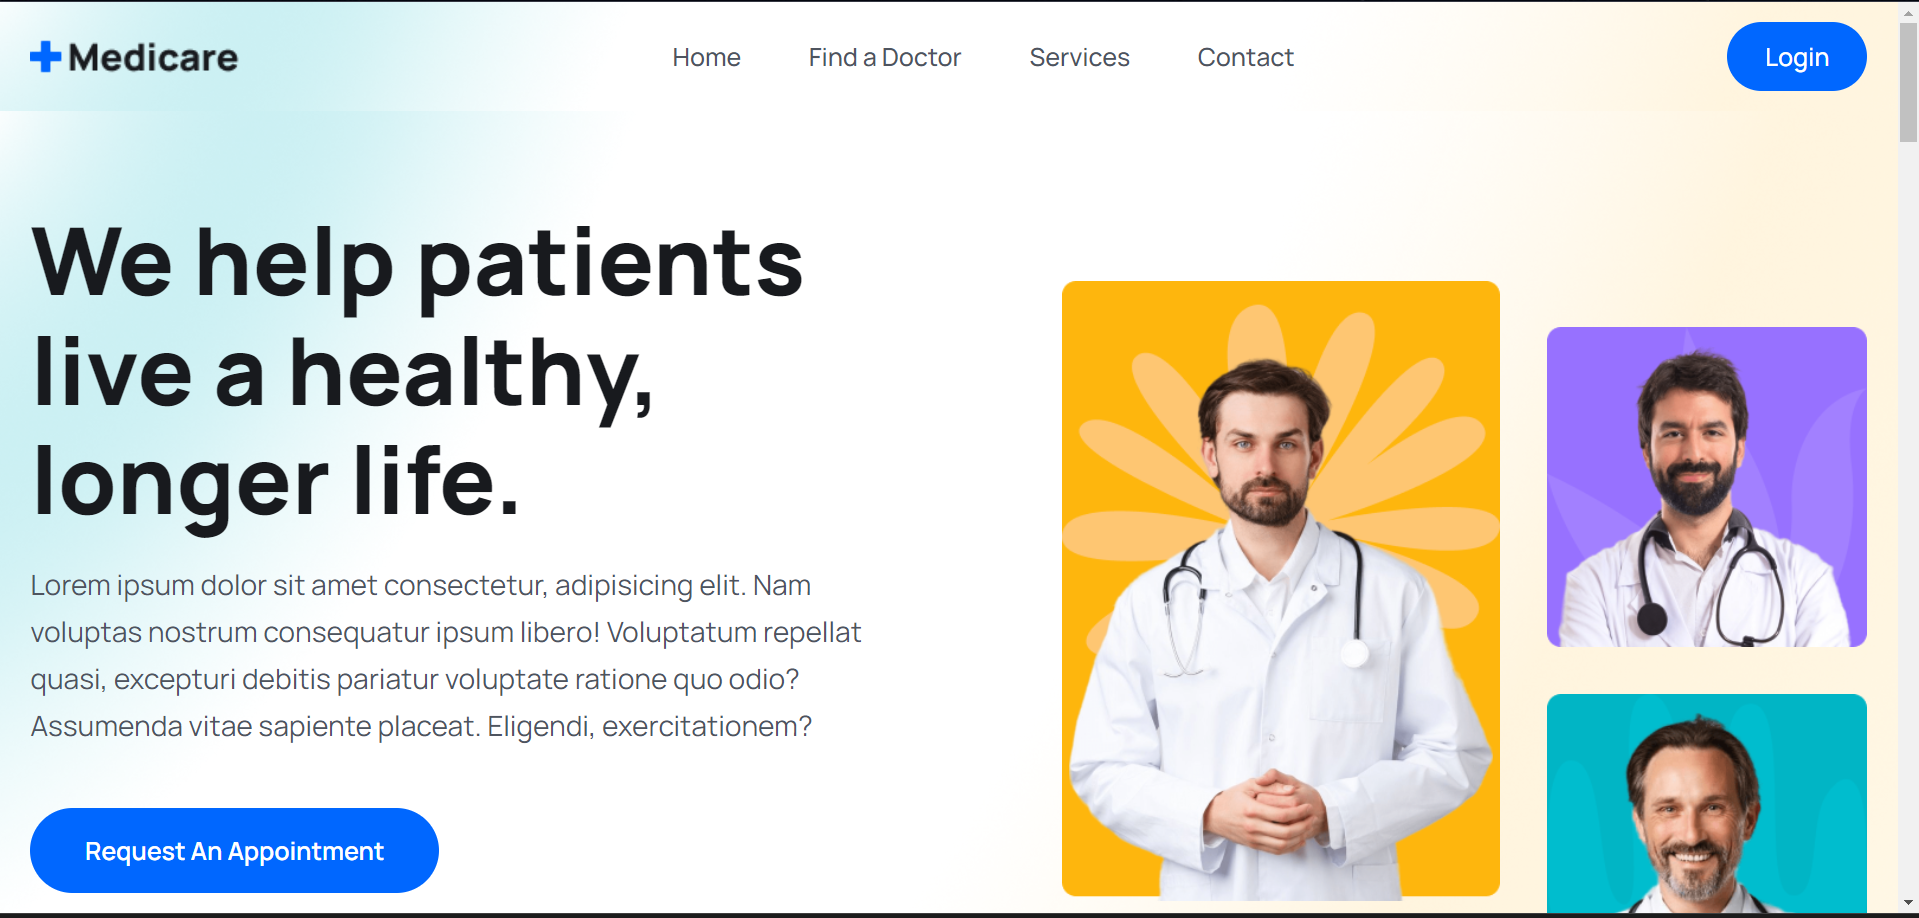 Medicare
Home Find a Doctor Services Contact
Login
We help patients
live a healthy,
longer life.
Lorem ipsum dolor sit amet consectetur, adipisicing elit. Nam
voluptas nostrum consequatur ipsum libero! Voluptatum repellat
quasi, excepturi debitis pariatur voluptate ratione quo odio?
Assumenda vitae sapiente placeat. Eligendi, exercitationem?
Request An Appointment